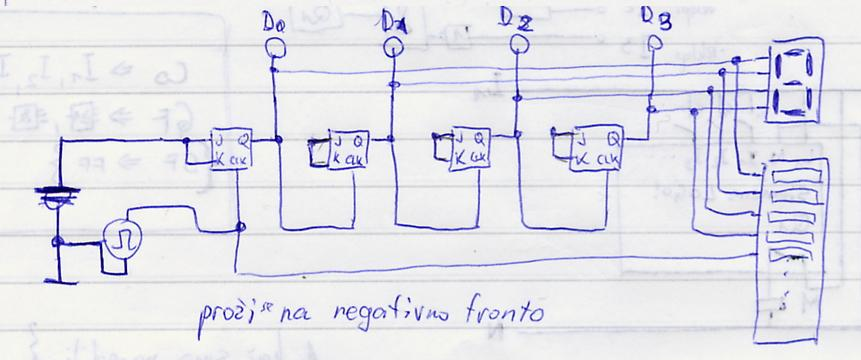 D0 D1 D2 D3
J Q J Q J Q J Q
K CLK K CLK K CLK K CLK
proži se na negativno fronto